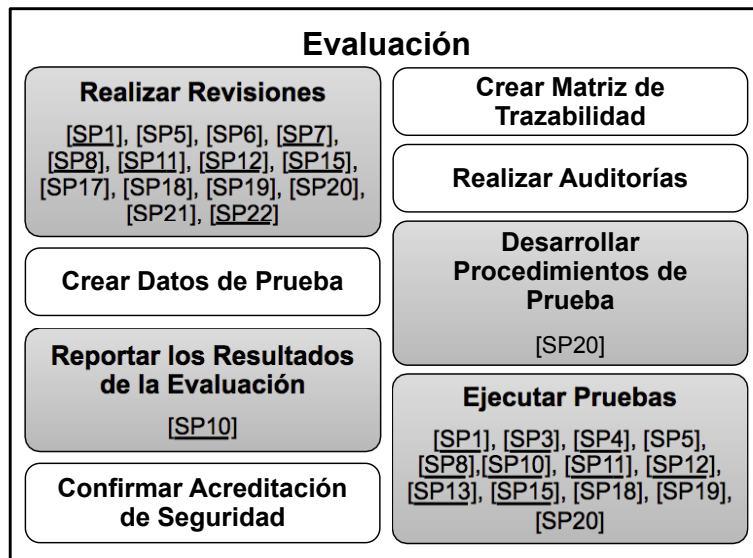 Evaluación
Realizar Revisiones
[SP1], [SP5], [SP6], [SP7],
[SP8], [SP11], [SP12], [SP15],
[SP17], [SP18], [SP19], [SP20],
[SP21], [SP22]
Crear Datos de Prueba
Reportar los Resultados
de la Evaluación
[SP10]
Confirmar Acreditación
de Seguridad
Crear Matriz de
Trazabilidad
Realizar Auditorías
Desarrollar
Procedimientos de
Prueba
[SP20]
Ejecutar Pruebas
[SP1], [SP3], [SP4], [SP5],
[SP8],[SP10], [SP11], [SP12],
[SP13], [SP15], [SP18], [SP19],
[SP20]